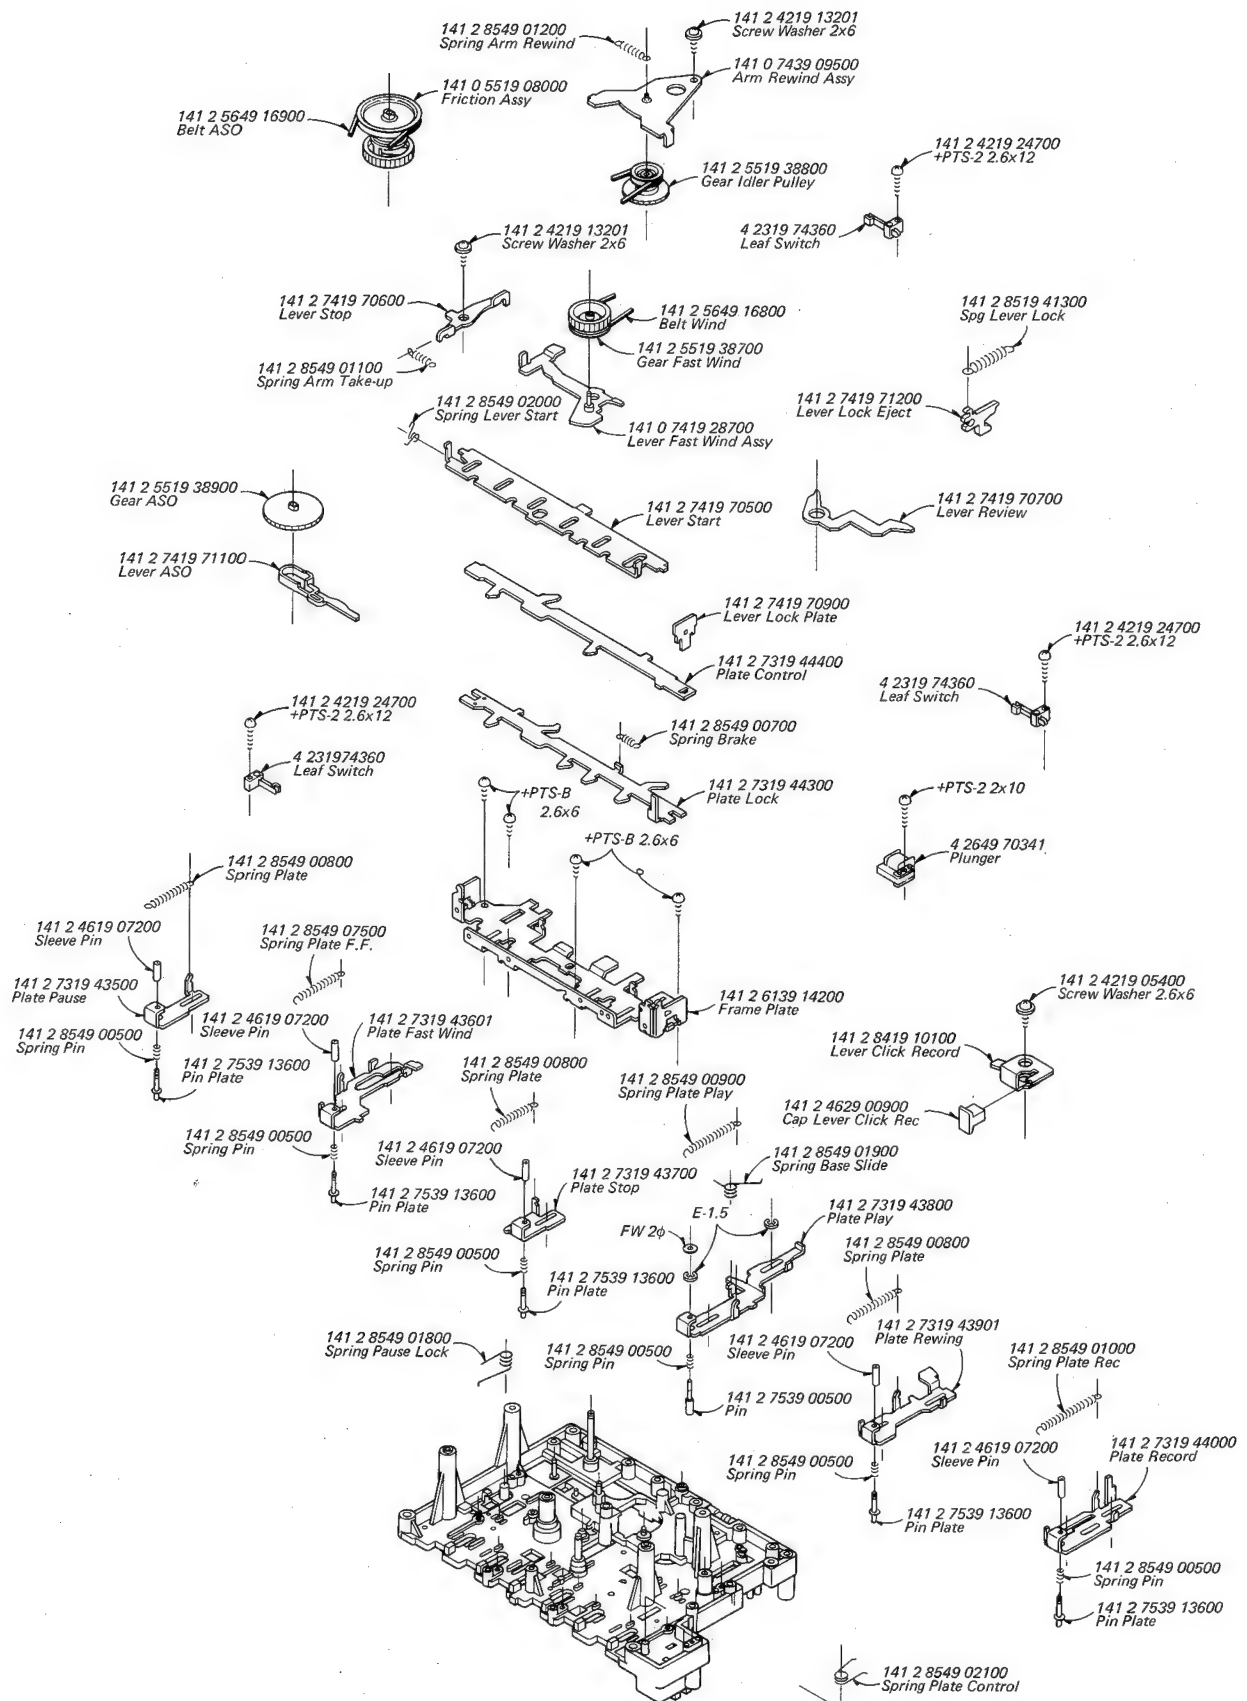 141 2 8549 01200
Spring Arm Rewind
141 2 4219 13201
Screw Washer 2x6
141 0 7439 09500
Arm Rewind Assy
141 0 5519 08000
Friction Assy
141 2 5649 16900
Belt ASO
141 2 4219 24700
+PTS-2 2.6x12
141 2 5519 38800
Gear Idler Pulley
4 2319 74360
Leaf Switch
141 2 4219 13201
Screw Washer 2x6
141 2 7419 70600
Lever Stop
141 2 5649 16800
Belt Wind
141 2 8519 41300
Spg Lever Lock
141 2 5519 38700
Gear Fast Wind
141 2 8549 01100
Spring Arm Take-up
141 2 8549 02000
Spring Lever Start
141 2 7419 71200
Lever Lock Eject
141 0 7419 28700
Lever Fast Wind Assy
141 2 5519 38900
Gear ASO
141 2 7419 70500
Lever Start
141 2 7419 70700
Lever Review
141 2 7419 71100
Lever ASO
141 2 7419 70900
Lever Lock Plate
141 2 4219 24700
+PTS-2 2.6x12
141 2 7319 44400
Plate Control
4 2319 74360
Leaf Switch
141 2 4219 24700
+PTS-2 2.6x12
141 2 8549 00700
Spring Brake
4 231974360
Leaf Switch
141 2 7319 44300
Plate Lock
+PTS-B
2.6x6
+PTS-2 2x10
+PTS-B 2.6x6
4 2649 70341
Plunger
141 2 8549 00800
Spring Plate
141 2 4619 07200
Sleeve Pin
141 2 8549 07500
Spring Plate F.F.
141 2 7319 43500
Plate Pause
141 2 4219 05400
Screw Washer 2.6x6
141 2 6139 14200
Frame Plate
141 2 4619 07200
Sleeve Pin
141 2 7319 43601
Plate Fast Wind
141 2 8549 00500
Spring Pin
141 2 8419 10100
Lever Click Record
141 2 7539 13600
Pin Plate
141 2 8549 00800
Spring Plate
141 2 8549 00900
Spring Plate Play
141 2 4629 00900
Cap Lever Click Rec
141 2 8549 00500
Spring Pin
141 2 4619 07200
Sleeve Pin
141 2 8549 01900
Spring Base Slide
141 2 7319 43700
Plate Stop
141 2 7539 13600
Pin Plate
141 2 7319 43800
Plate Play
E-1.5
FW 2φ
141 2 8549 00800
Spring Plate
141 2 8549 00500
Spring Pin
141 2 7539 13600
Pin Plate
141 2 7319 43901
Plate Rewing
141 2 8549 01800
Spring Pause Lock
141 2 4619 07200
Sleeve Pin
141 2 8549 00500
Spring Pin
141 2 8549 01000
Spring Plate Rec
141 2 7539 00500
Pin
141 2 4619 07200
Sleeve Pin
141 2 7319 44000
Plate Record
141 2 8549 00500
Spring Pin
141 2 7539 13600
Pin Plate
141 2 8549 00500
Spring Pin
141 2 7539 13600
Pin Plate
141 2 8549 02100
Spring Plate Control